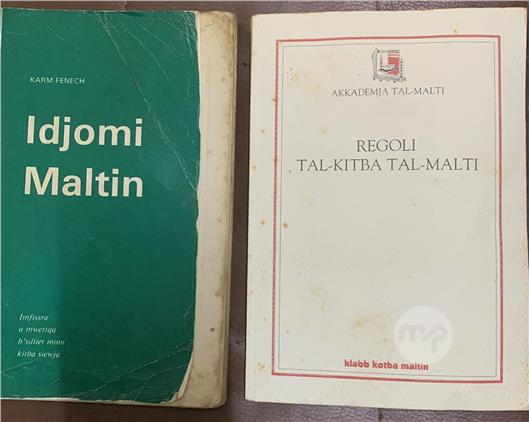 KARM FENECH
Idjomi
Maltin
Imfissra
u mwettqa
b'siltiet minn
kitba siewja
AKKADEMJA TAL-MALTI
REGOLI
TAL-KITBA TAL-MALTI
klabb kotba maltin
mp